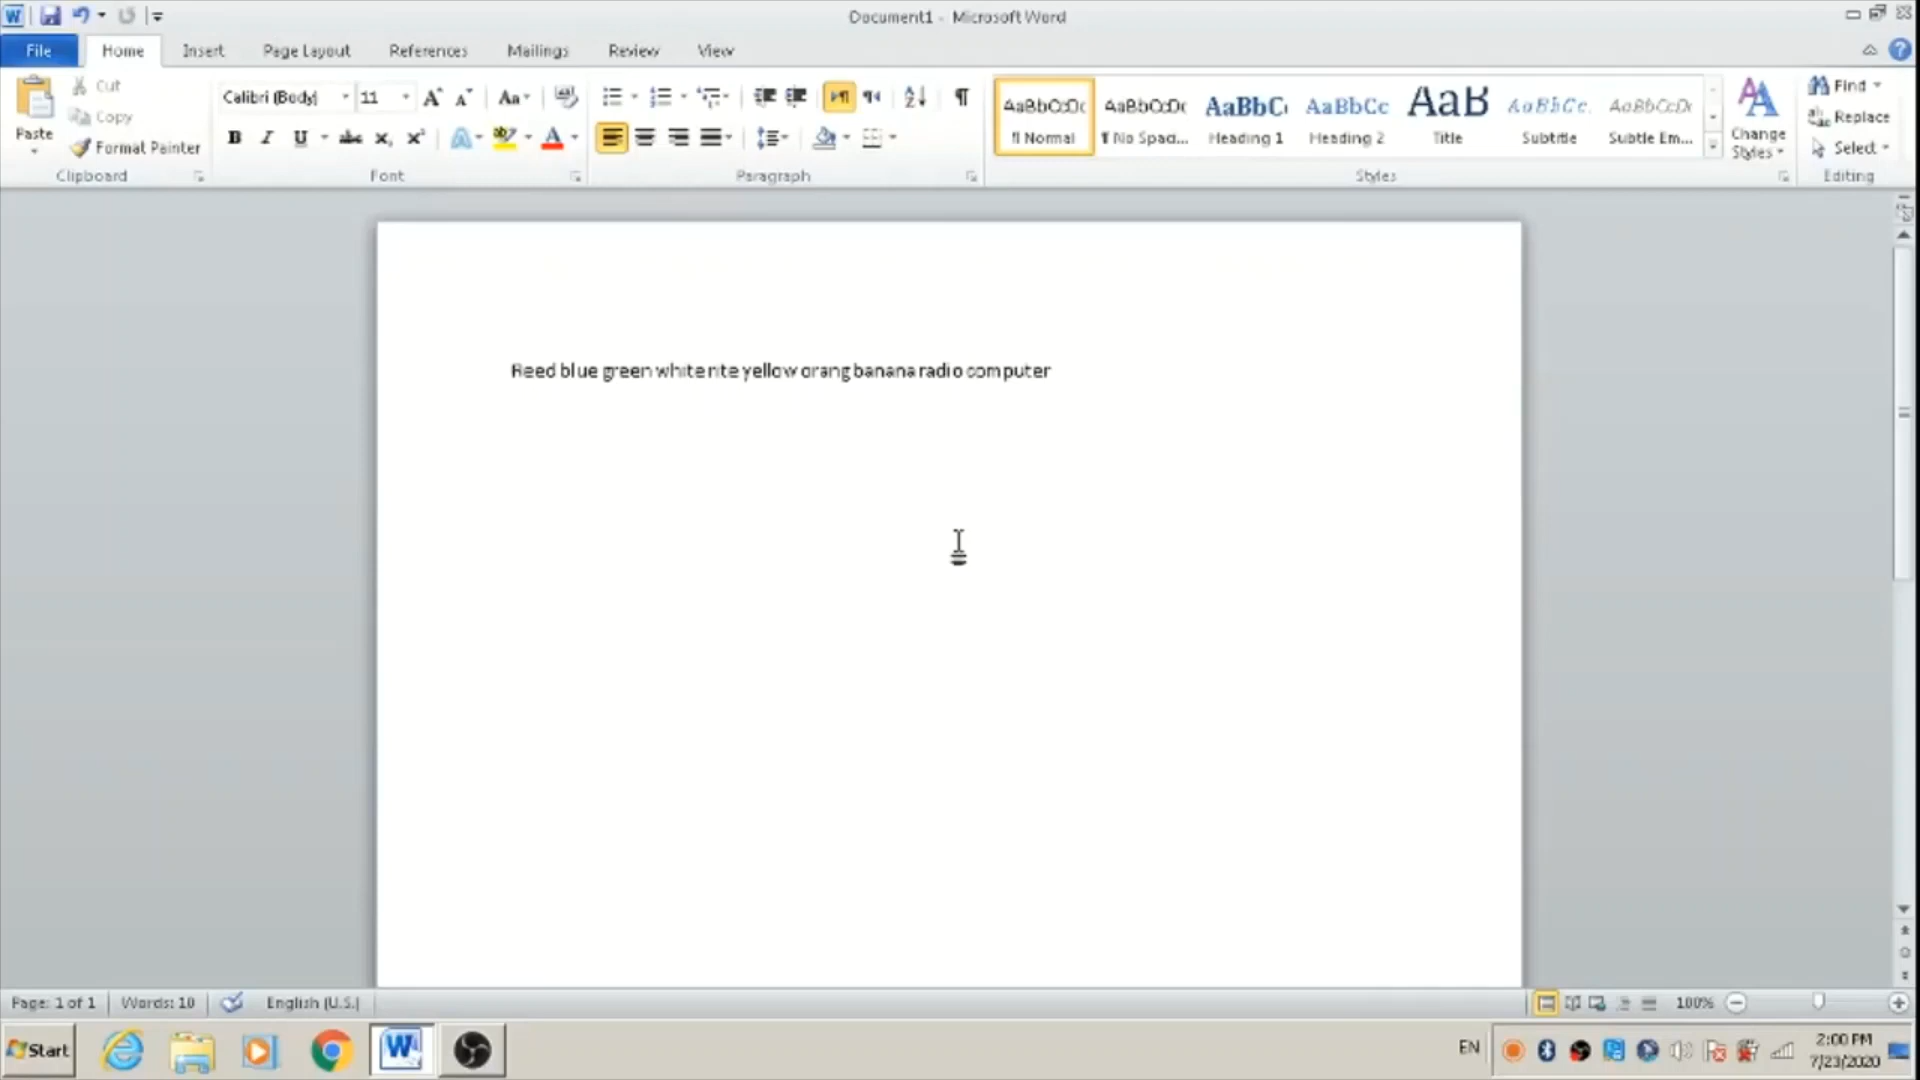 Document1 - Microsoft Word
File Home Insert Page Layout References Mailings Review View
Paste
Cut
Copy
Format Painter
Clipboard
Calibri (Body)
11
Font
Paragraph
AaBbCcDc
¶ Normal
AaBbCcDc
¶ No Spaci...
AaBbC
Heading 1
AaBbCc
Heading 2
AaB
Title
AaBbCc.
Subtitle
AaBbCcDc
Subtle Em...
Change Styles
Styles
Find
Replace
Select
Editing
Reed blue green white rite yellow orang banana radio computer
Page: 1 of 1 Words: 10 English (U.S.) 100%
Start
EN
2:00 PM
7/23/2020